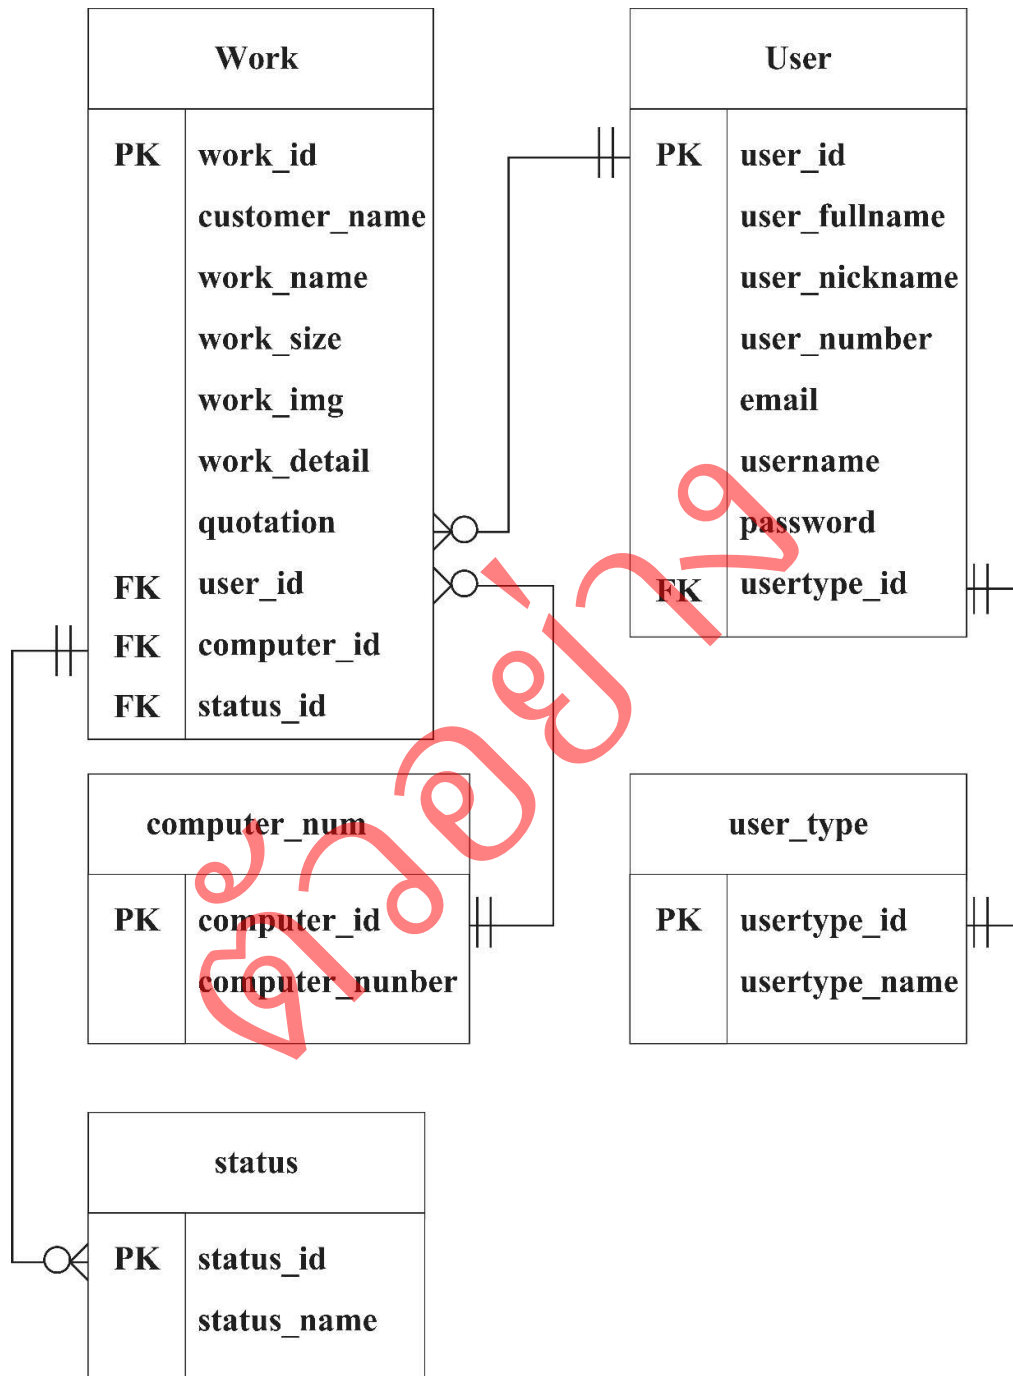 Work
PK work_id
customer_name
work_name
work_size
work_img
work_detail
quotation
FK user_id
FK computer_id
FK status_id
User
PK user_id
user_fullname
user_nickname
user_number
email
username
password
FK usertype_id
computer_num
PK computer_id
computer_nunber
user_type
PK usertype_id
usertype_name
status
PK status_id
status_name
ตัวอย่าง